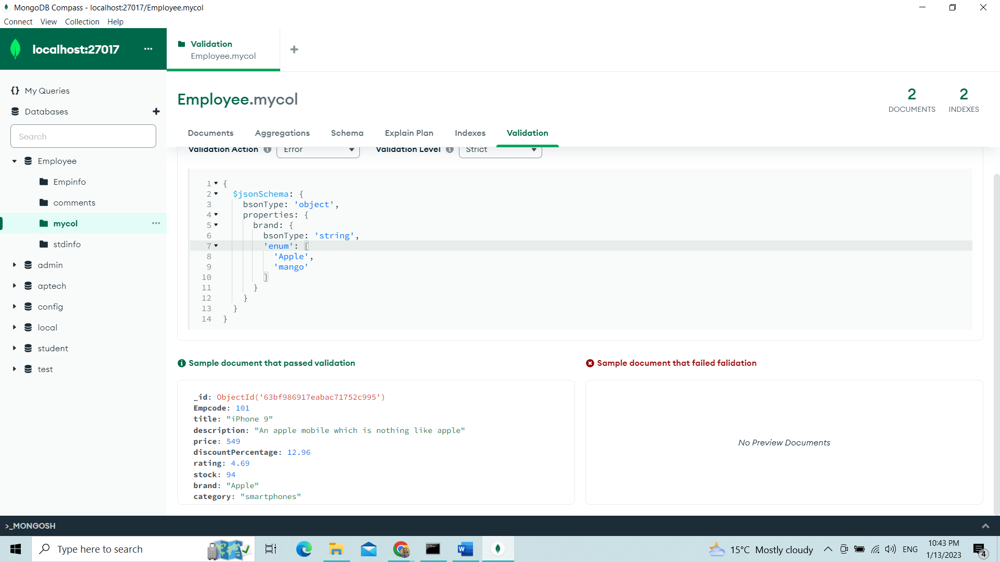 MongoDB Compass - localhost:27017/Employee.mycol
Connect View Collection Help
localhost:27017 ...
Validation
Employee.mycol
My Queries
Databases
Search
Employee
Empinfo
comments
mycol
stdinfo
admin
aptech
config
local
student
test
Employee.mycol
2 DOCUMENTS
2 INDEXES
Documents Aggregations Schema Explain Plan Indexes Validation
Validation Action Error Validation Level Strict
1 {
2 $jsonSchema: {
3 bsonType: 'object',
4 properties: {
5 brand: {
6 bsonType: 'string',
7 'enum': [
8 'Apple',
9 'mango'
10 ]
11 }
12 }
13 }
14 }
Sample document that passed validation
_id: ObjectId('63bf986917eabac71752c995')
Empcode: 101
title: "iPhone 9"
description: "An apple mobile which is nothing like apple"
price: 549
discountPercentage: 12.96
rating: 4.69
stock: 94
brand: "Apple"
category: "smartphones"
Sample document that failed falidation
No Preview Documents
>_MONGOSH
Type here to search
15°C Mostly cloudy
ENG
10:43 PM
1/13/2023
4